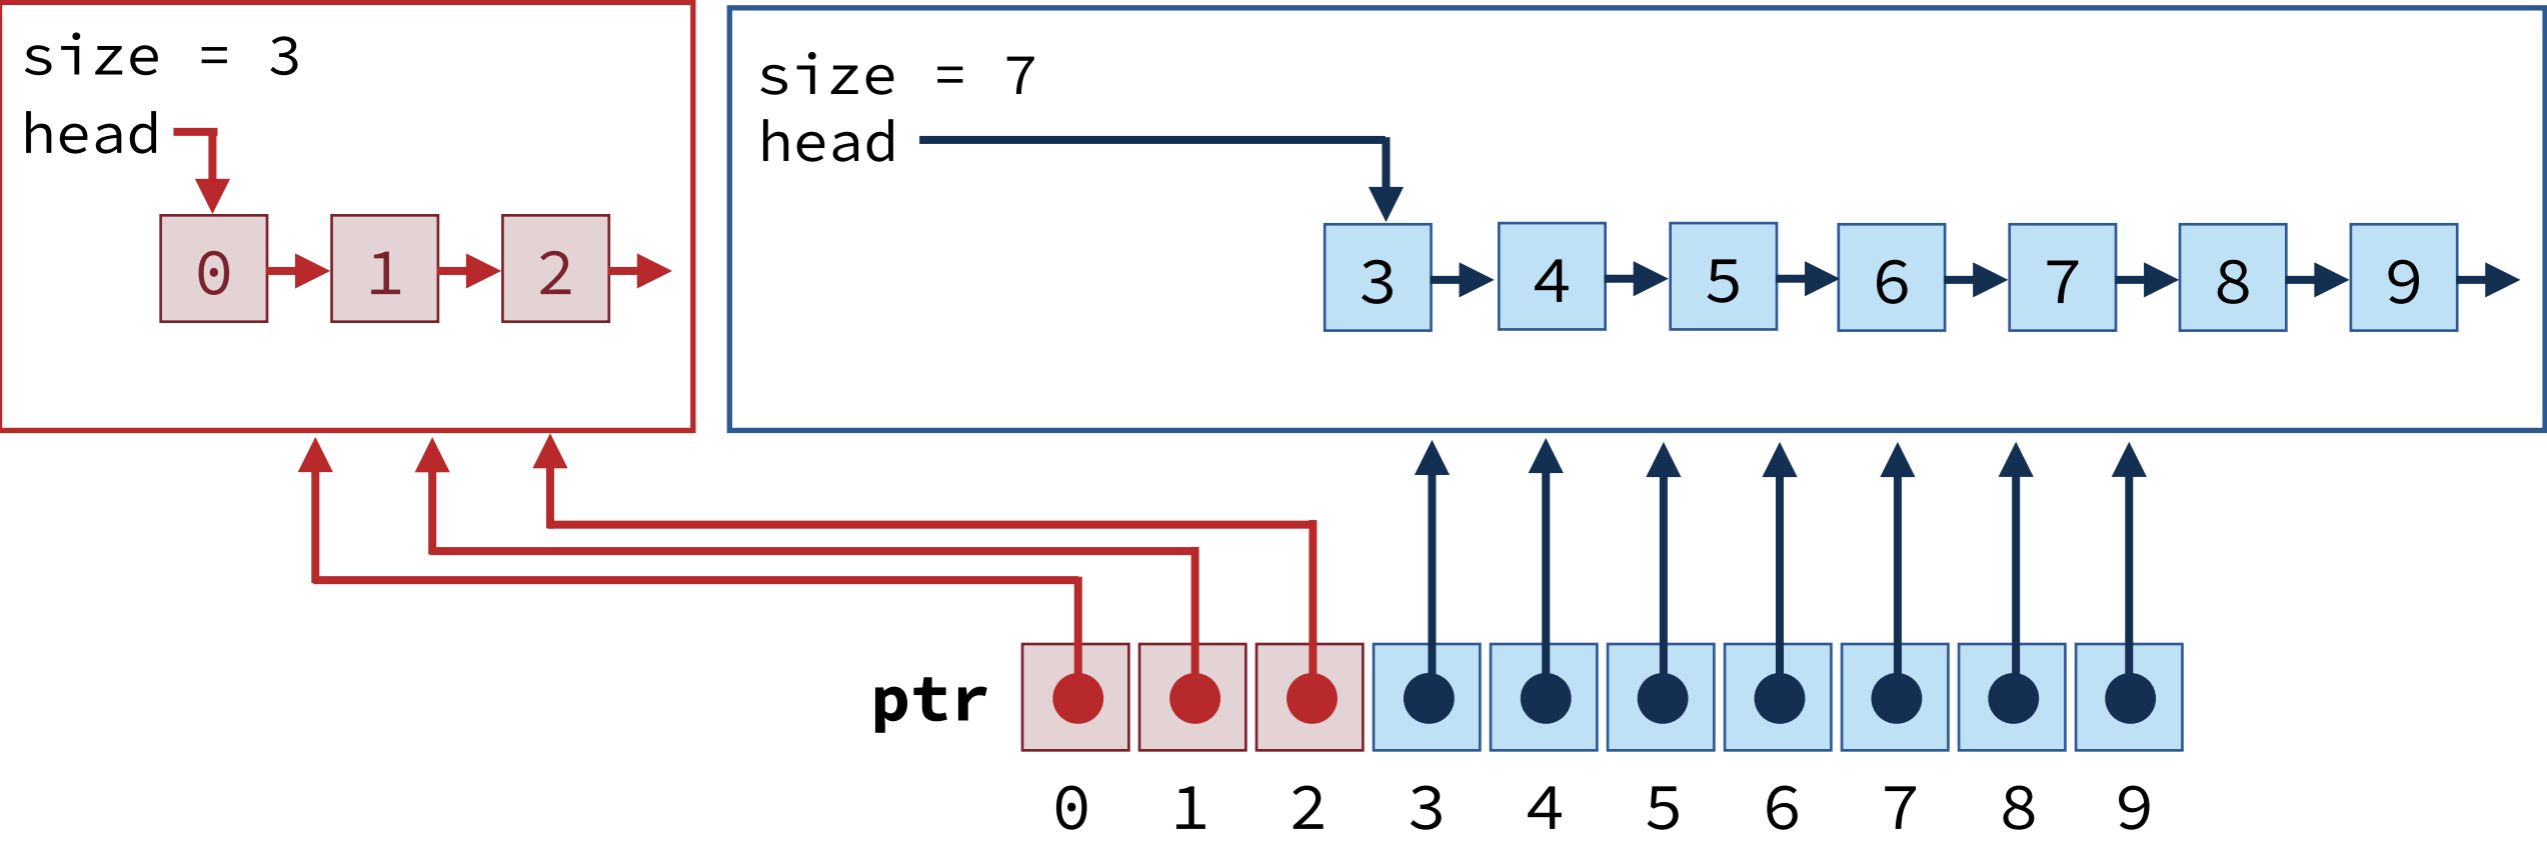 size = 3
head
0 1 2
size = 7
head
3 4 5 6 7 8 9
ptr
0 1 2 3 4 5 6 7 8 9